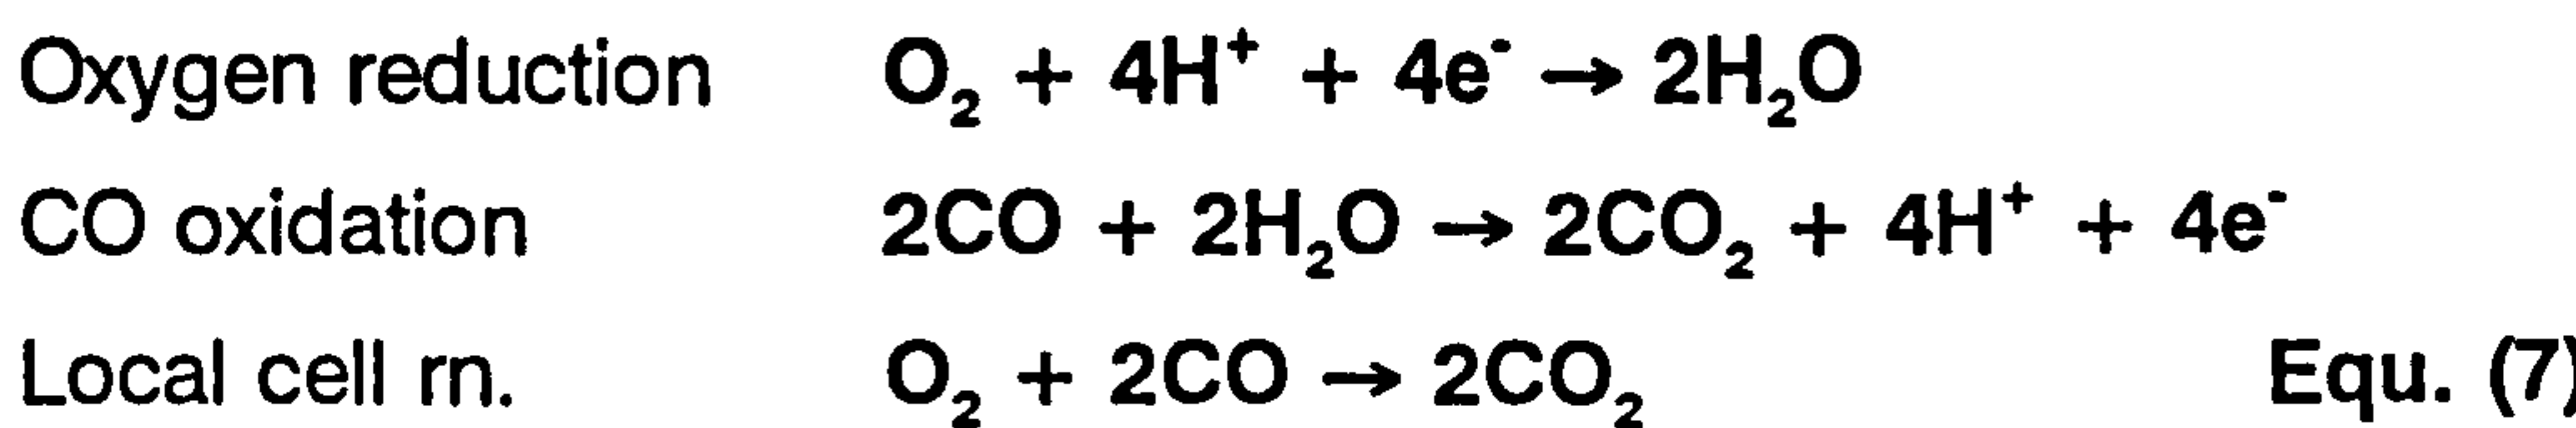 Oxygen reduction O₂ + 4H⁺ + 4e⁻ → 2H₂O
CO oxidation 2CO + 2H₂O → 2CO₂ + 4H⁺ + 4e⁻
Local cell rn. O₂ + 2CO → 2CO₂ Equ. (7)